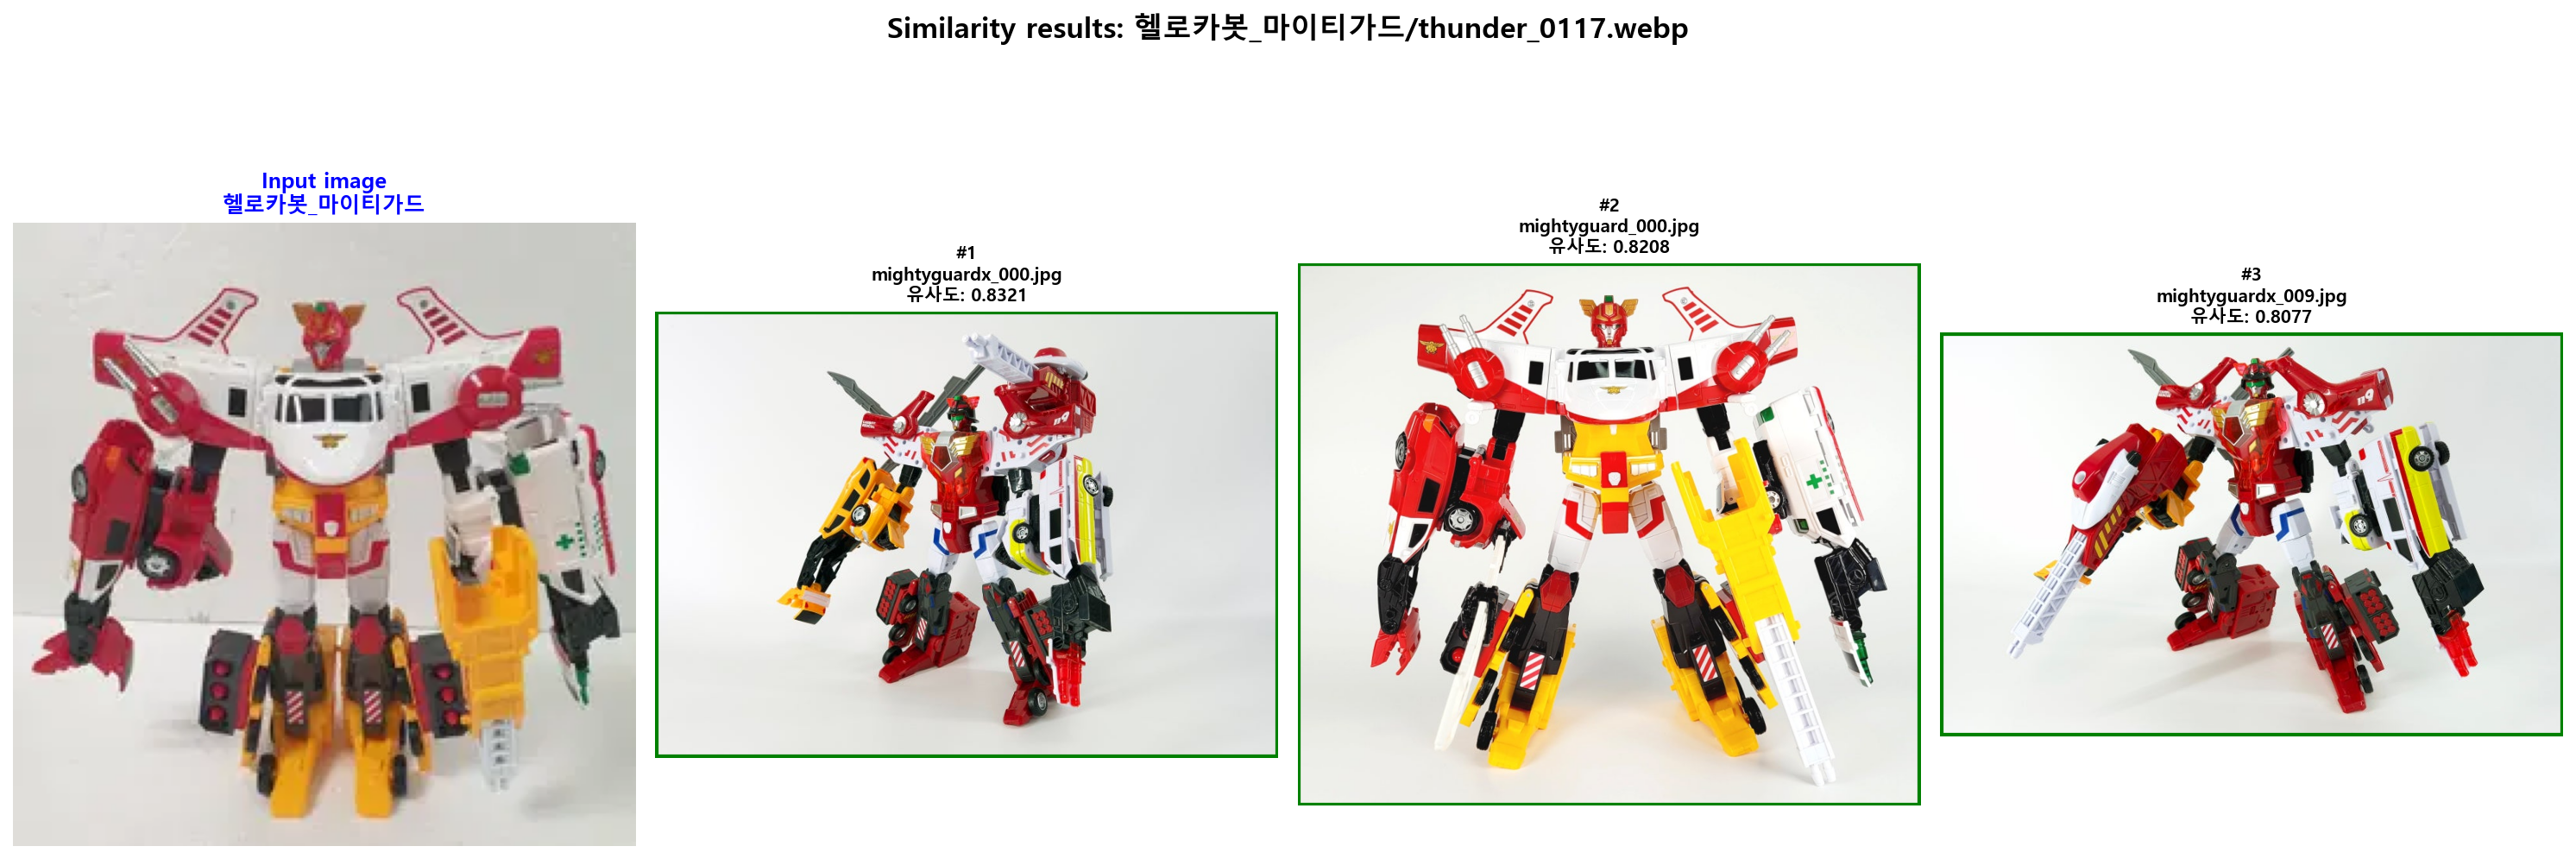 Similarity results: 헬로카봇_마이티가드/thunder_0117.webp
Input image
헬로카봇_마이티가드
#1
mightyguardx_000.jpg
유사도: 0.8321
#2
mightyguard_000.jpg
유사도: 0.8208
#3
mightyguardx_009.jpg
유사도: 0.8077